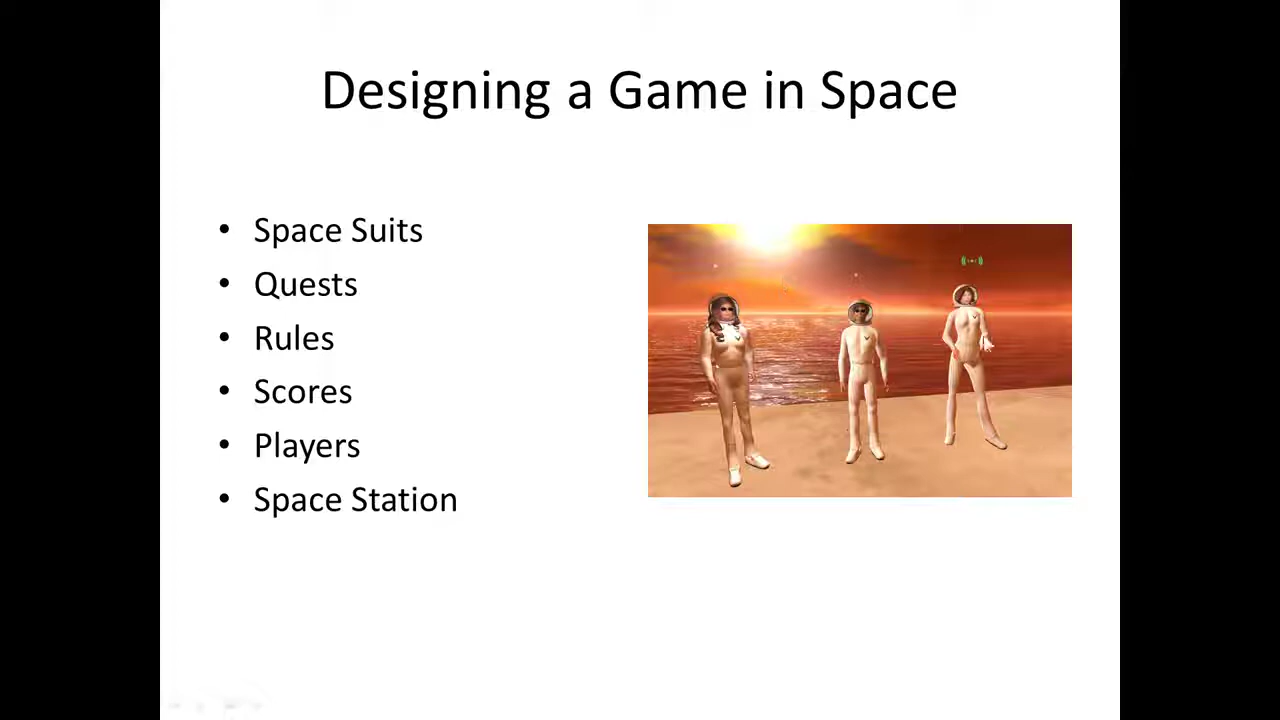 Designing a Game in Space
• Space Suits
• Quests
• Rules
• Scores
• Players
• Space Station